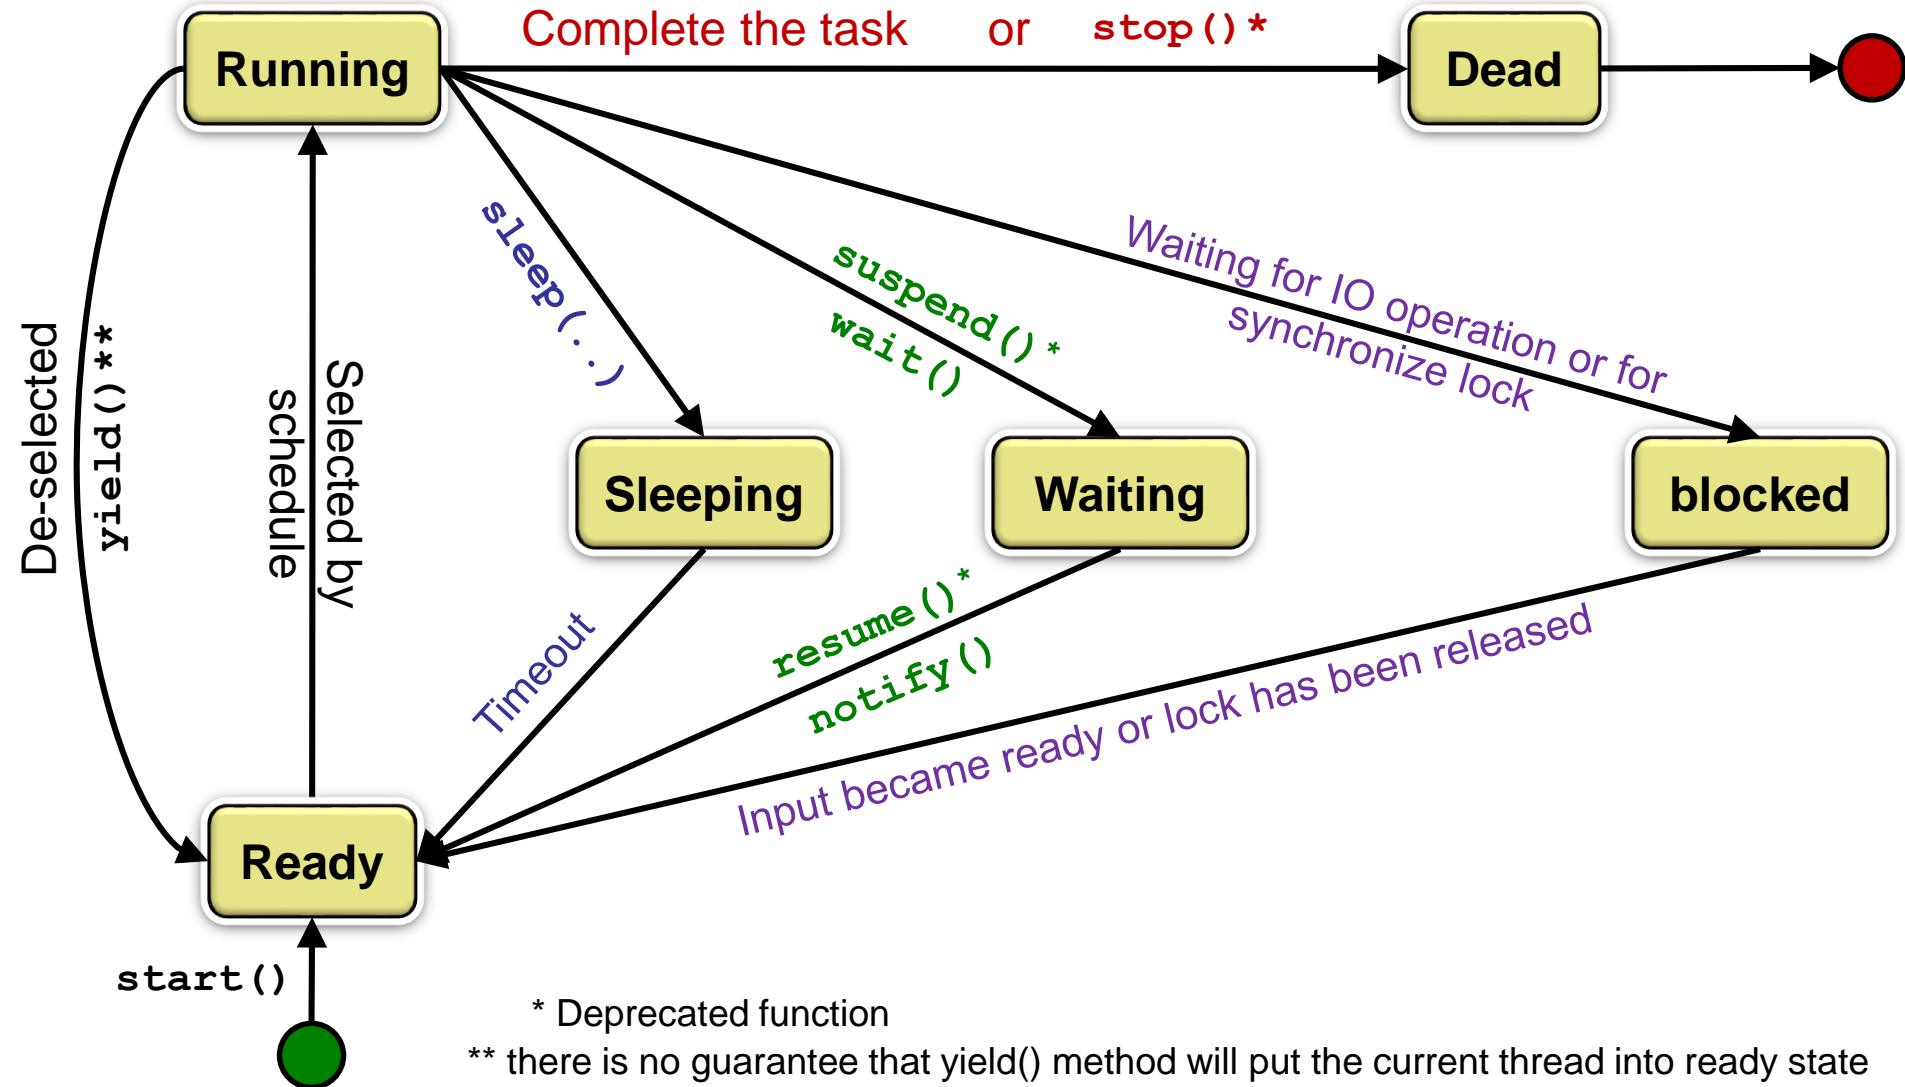 Complete the task or stop()*
Running
Dead
De-selected
yield()**
Selected by
schedule
sleep(..)
suspend()*
wait()
Waiting for IO operation or for
synchronize lock
Sleeping
Waiting
blocked
Timeout
resume()*
notify()
Input became ready or lock has been released
Ready
start()
* Deprecated function
** there is no guarantee that yield() method will put the current thread into ready state